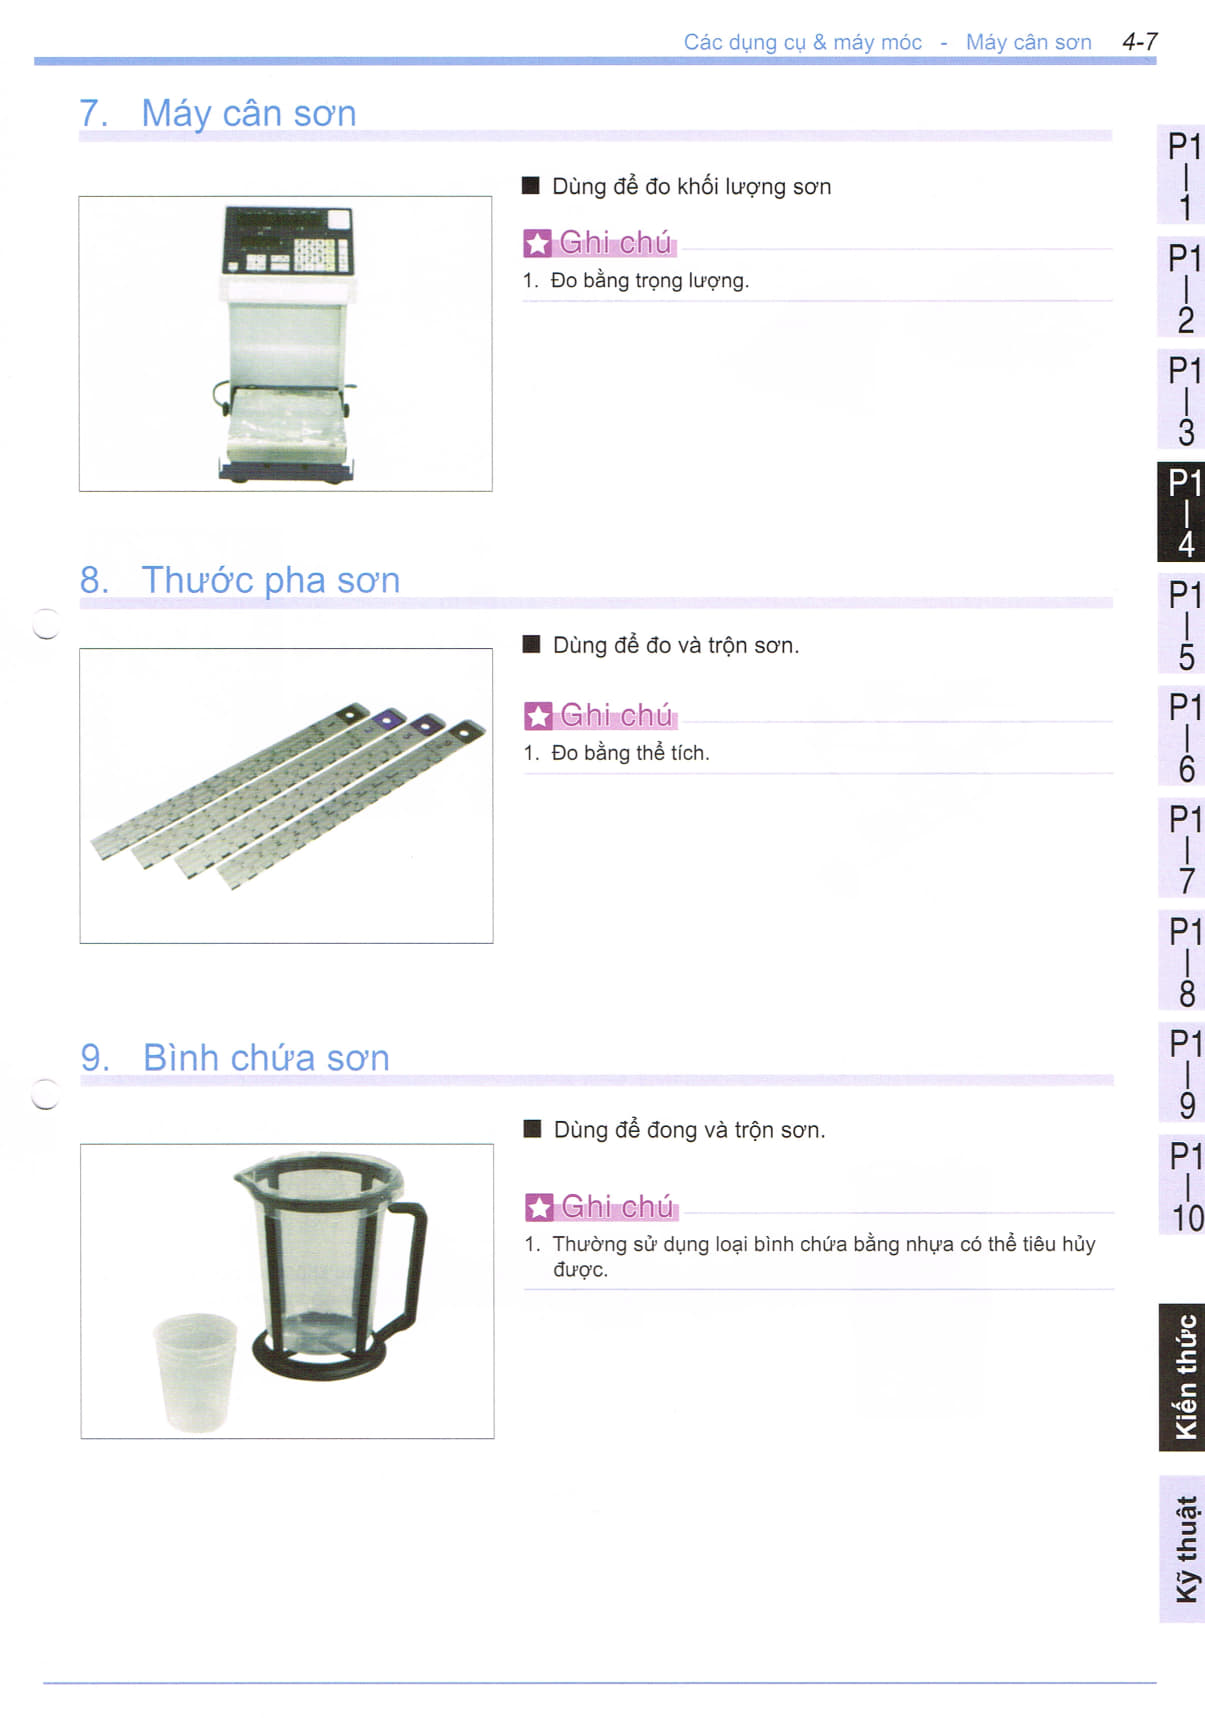 Các dụng cụ & máy móc - Máy cân sơn 4-7
7. Máy cân sơn
Dùng để đo khối lượng sơn
Ghi chú
1. Đo bằng trọng lượng.
8. Thước pha sơn
Dùng để đo và trộn sơn.
Ghi chú
1. Đo bằng thể tích.
9. Bình chứa sơn
Dùng để đong và trộn sơn.
Ghi chú
1. Thường sử dụng loại bình chứa bằng nhựa có thể tiêu hủy
được.
P1
1
P1
2
P1
3
P1
4
P1
5
P1
6
P1
7
P1
8
P1
9
P1
10
Kiến thức
Kỹ thuật